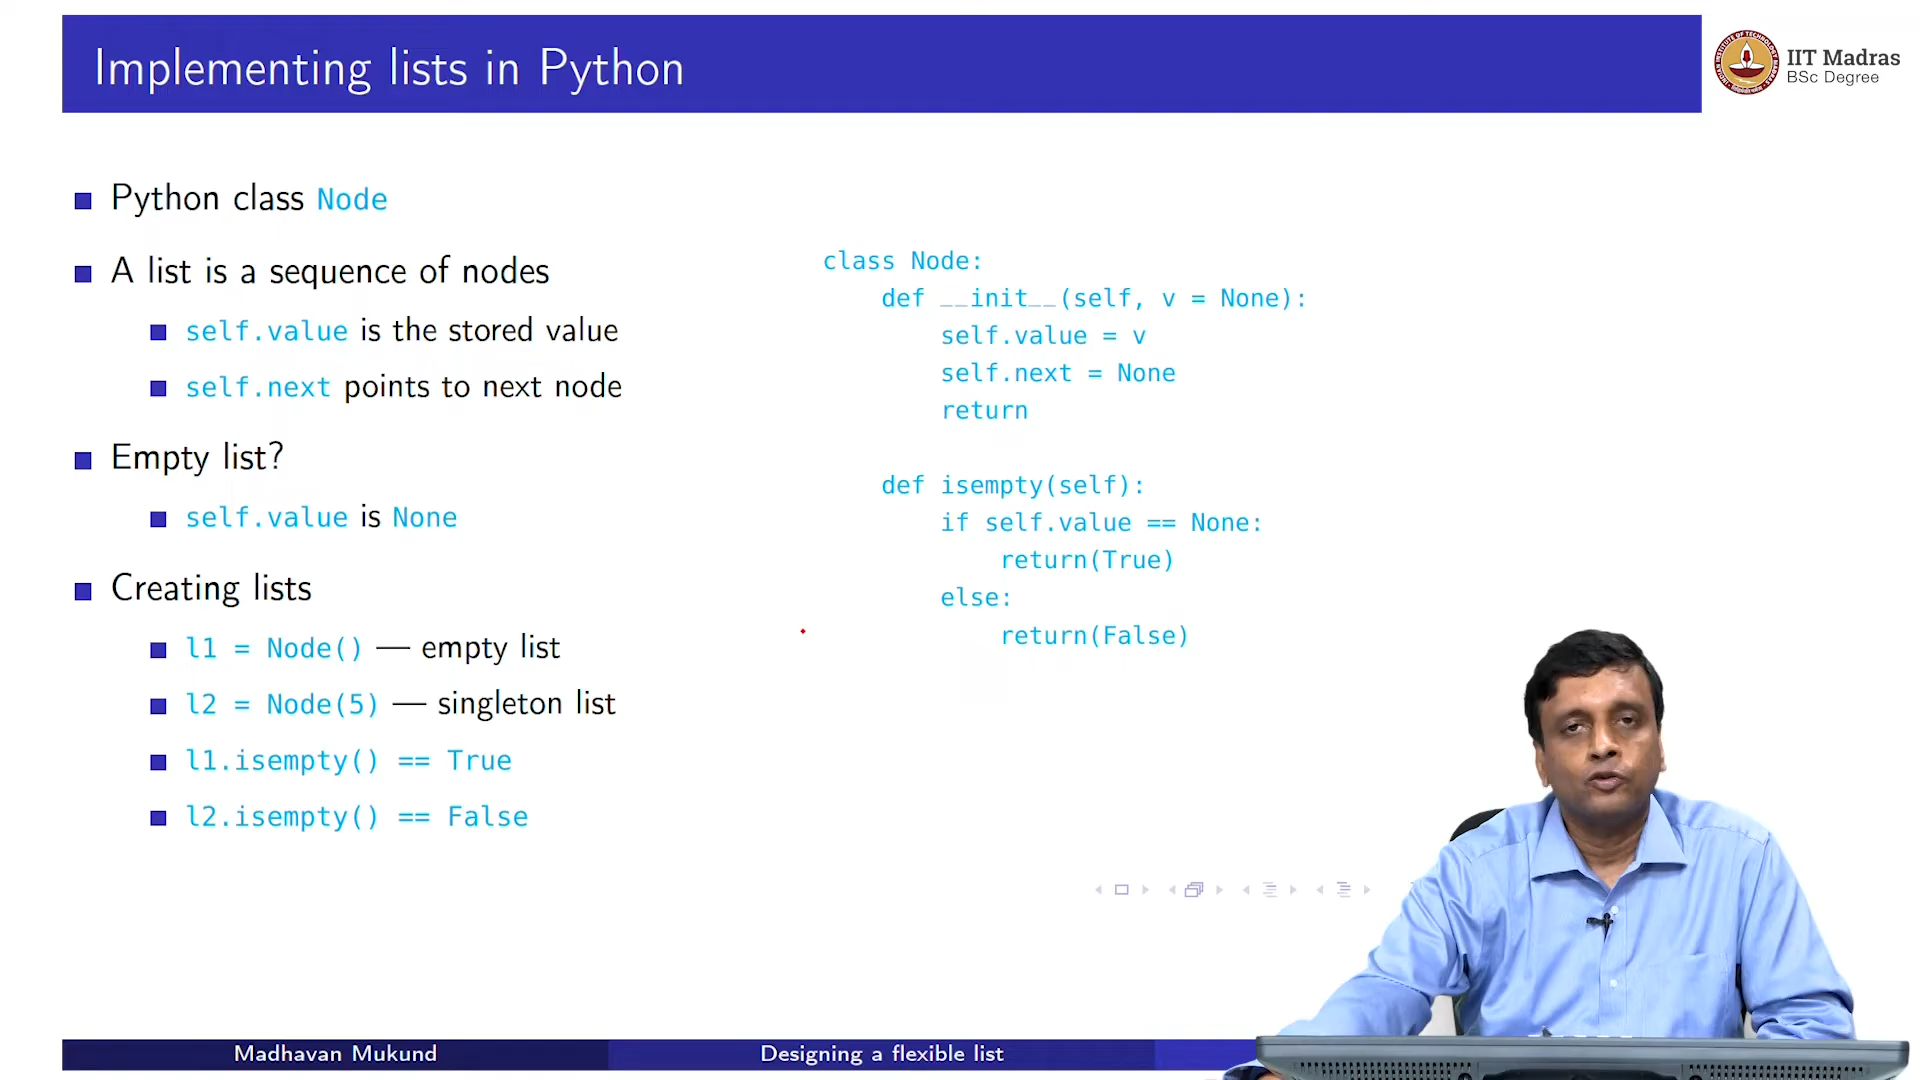 Implementing lists in Python
IIT Madras
BSc Degree
Python class Node
A list is a sequence of nodes
self.value is the stored value
self.next points to next node
Empty list?
self.value is None
Creating lists
l1 = Node() — empty list
l2 = Node(5) — singleton list
l1.isempty() == True
l2.isempty() == False
class Node:
def __init__(self, v = None):
self.value = v
self.next = None
return
def isempty(self):
if self.value == None:
return(True)
else:
return(False)
Madhavan Mukund
Designing a flexible list